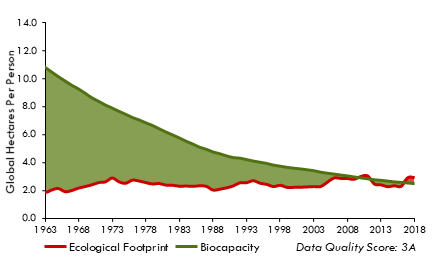 14.0
12.0
10.0
8.0
6.0
4.0
2.0
0.0
Global Hectares Per Person
1963 1968 1973 1978 1983 1988 1993 1998 2003 2008 2013 2018
Ecological Footprint Biocapacity Data Quality Score: 3A